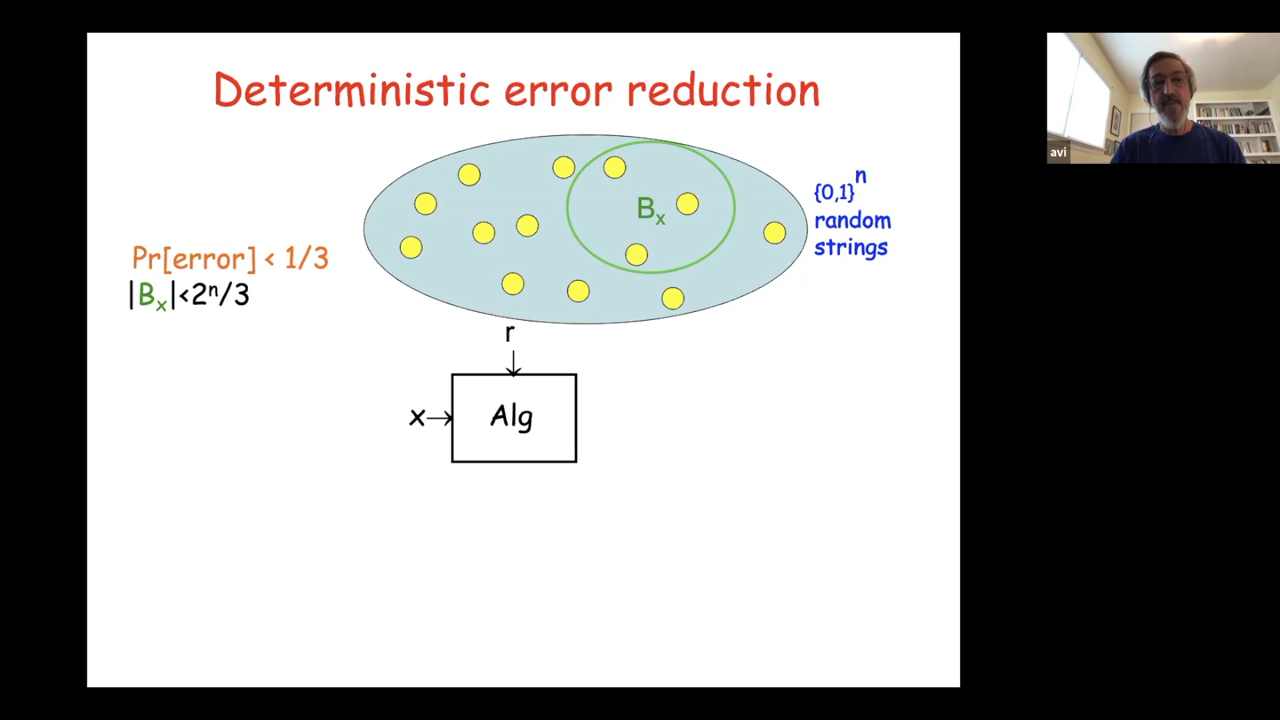 Deterministic error reduction
avi
{0,1}^n
random
strings
B_x
Pr[error] < 1/3
|B_x|<2^n/3
r
x→
Alg